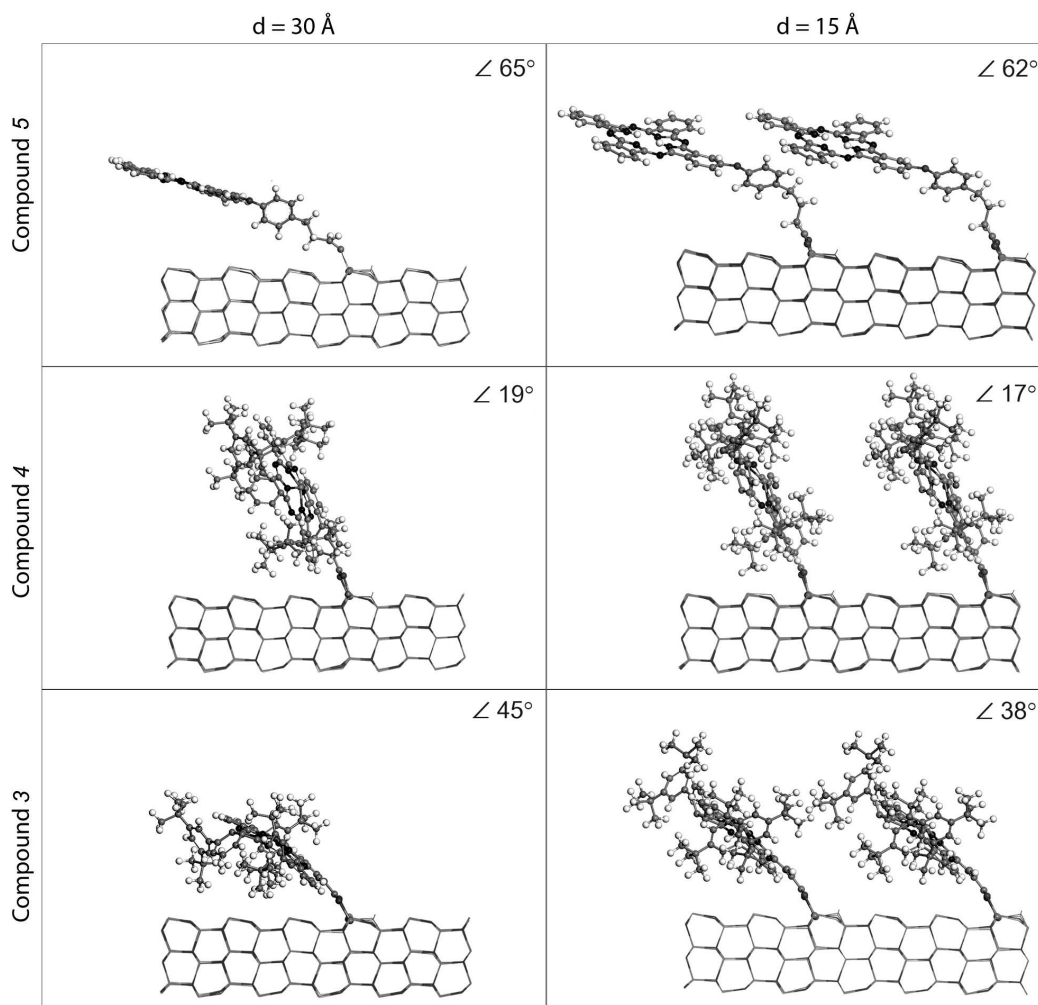 d = 30 Å
d = 15 Å
Compound 5
∠ 65°
∠ 62°
Compound 4
∠ 19°
∠ 17°
Compound 3
∠ 45°
∠ 38°